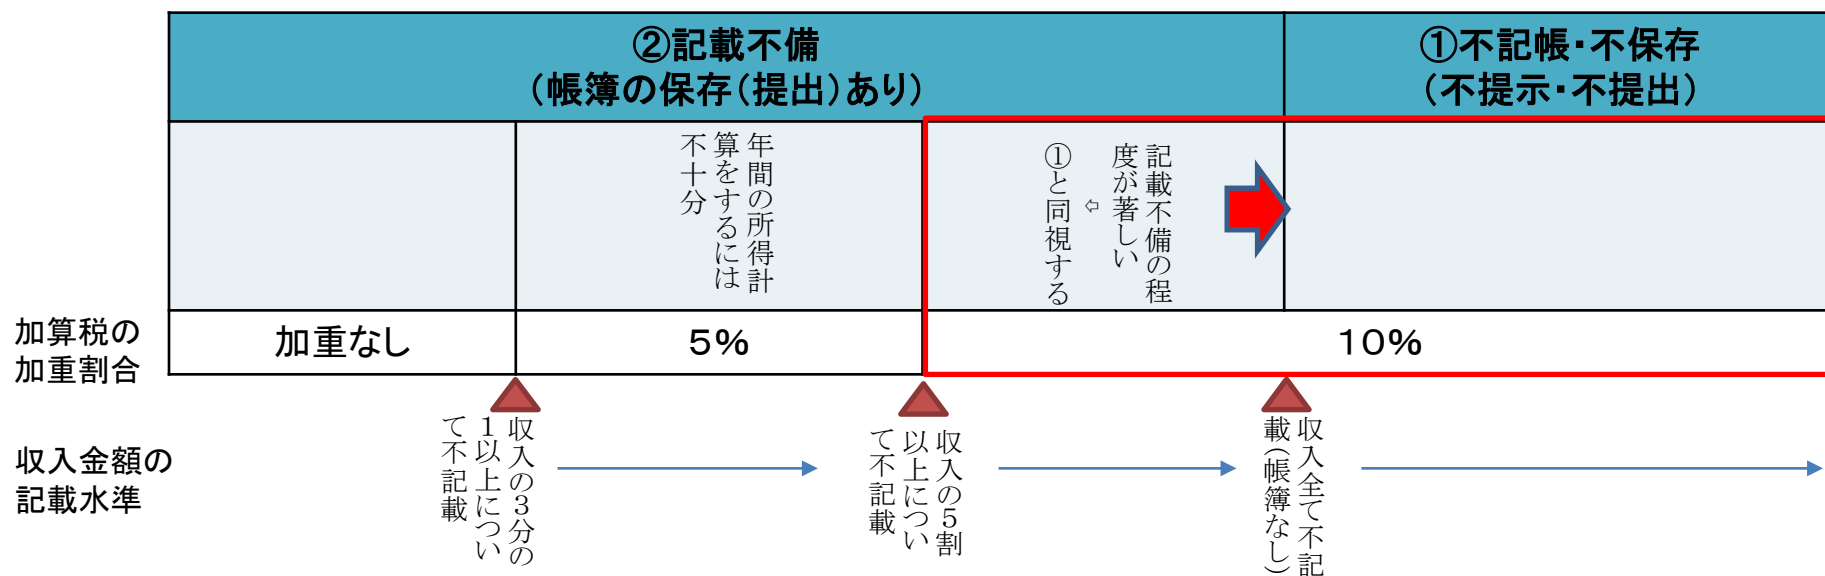 ②記載不備
（帳簿の保存（提出）あり）
①不記帳・不保存
（不提示・不提出）
年間の所得計
算をするには
不十分
記載不備の程
度が著しい
⇦
①と同視する
加算税の
加重割合
加重なし
5%
10%
収入金額の
記載水準
収入の3分の
1以上につい
て不記載
収入の5割
以上につい
て不記載
収入全て不記
載（帳簿なし）